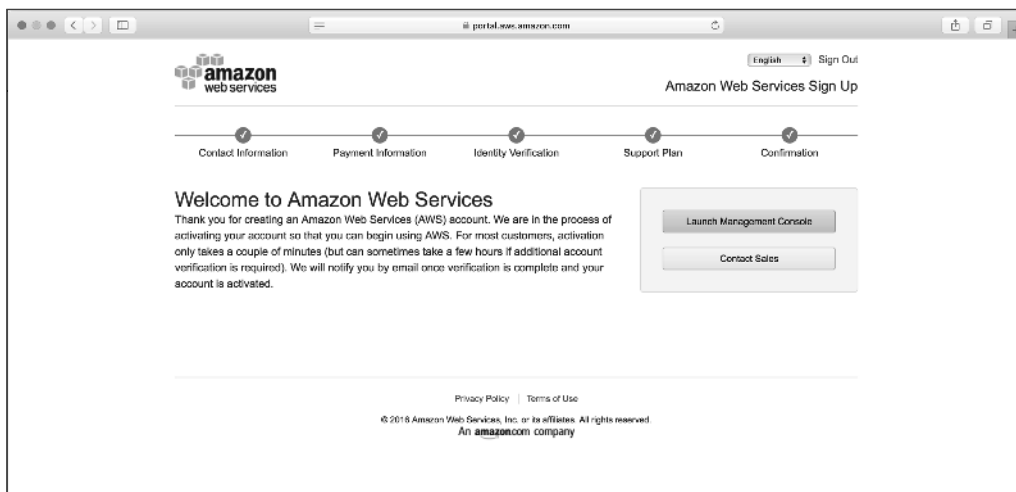 portal.aws.amazon.com
English Sign Out
amazon
web services
Amazon Web Services Sign Up
Contact Information Payment Information Identity Verification Support Plan Confirmation
Welcome to Amazon Web Services
Thank you for creating an Amazon Web Services (AWS) account. We are in the process of
activating your account so that you can begin using AWS. For most customers, activation
only takes a couple of minutes (but can sometimes take a few hours if additional account
verification is required). We will notify you by email once verification is complete and your
account is activated.
Launch Management Console
Contact Sales
Privacy Policy | Terms of Use
© 2016 Amazon Web Services, Inc. or its affiliates. All rights reserved.
An amazon.com company